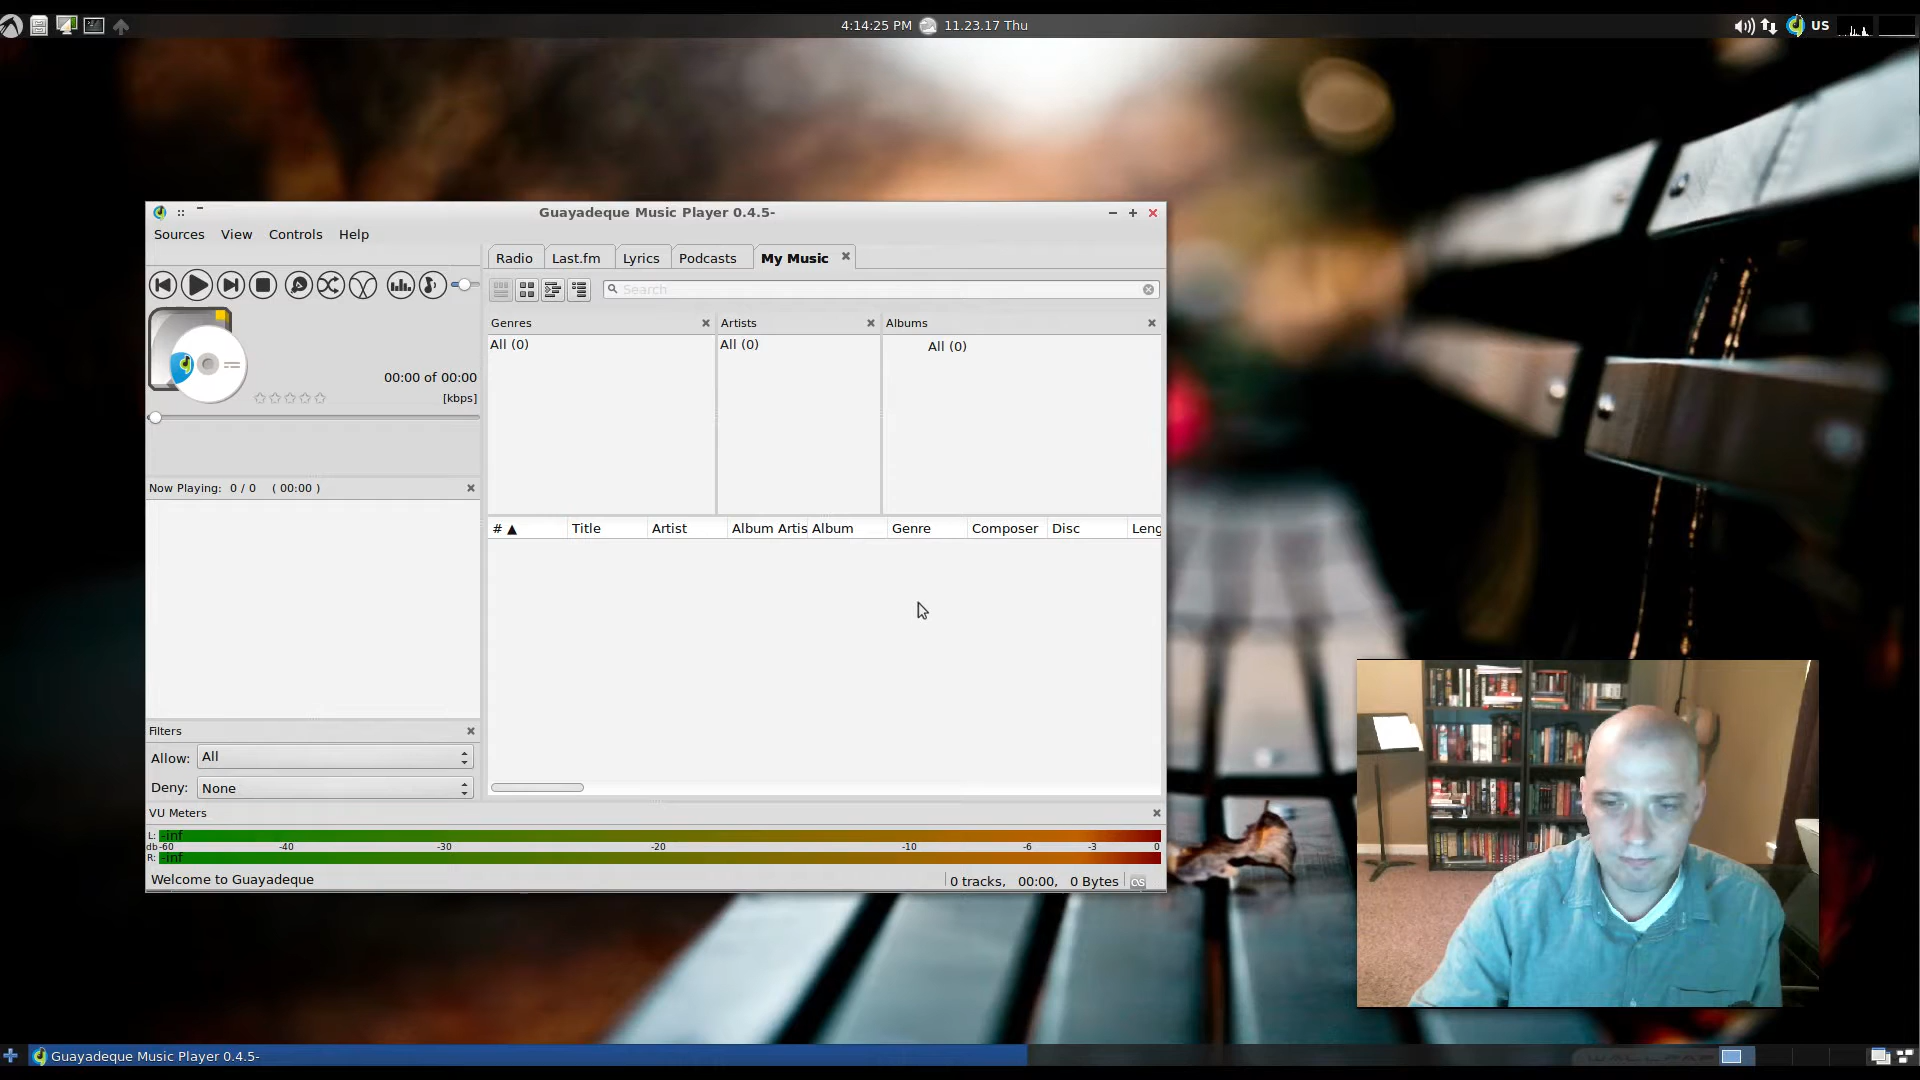 4:14:25 PM 11.23.17 Thu
US
Guayadeque Music Player 0.4.5-
Sources View Controls Help
Radio Last.fm Lyrics Podcasts My Music
Search
Genres Artists Albums
All (0) All (0) All (0)
00:00 of 00:00
[kbps]
Now Playing: 0 / 0 ( 00:00 )
# ▲ Title Artist Album Artis Album Genre Composer Disc Leng
Filters
Allow: All
Deny: None
VU Meters
L: -inf
db -60 -40 -30 -20 -10 -6 -3 0
R: -inf
Welcome to Guayadeque
0 tracks, 00:00, 0 Bytes
Guayadeque Music Player 0.4.5-